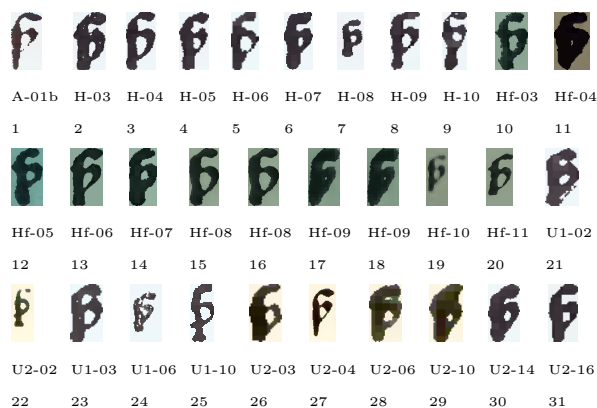 A-01b H-03 H-04 H-05 H-06 H-07 H-08 H-09 H-10 Hf-03 Hf-04
1 2 3 4 5 6 7 8 9 10 11
Hf-05 Hf-06 Hf-07 Hf-08 Hf-08 Hf-09 Hf-09 Hf-10 Hf-11 U1-02
12 13 14 15 16 17 18 19 20 21
U2-02 U1-03 U1-06 U1-10 U2-03 U2-04 U2-06 U2-10 U2-14 U2-16
22 23 24 25 26 27 28 29 30 31